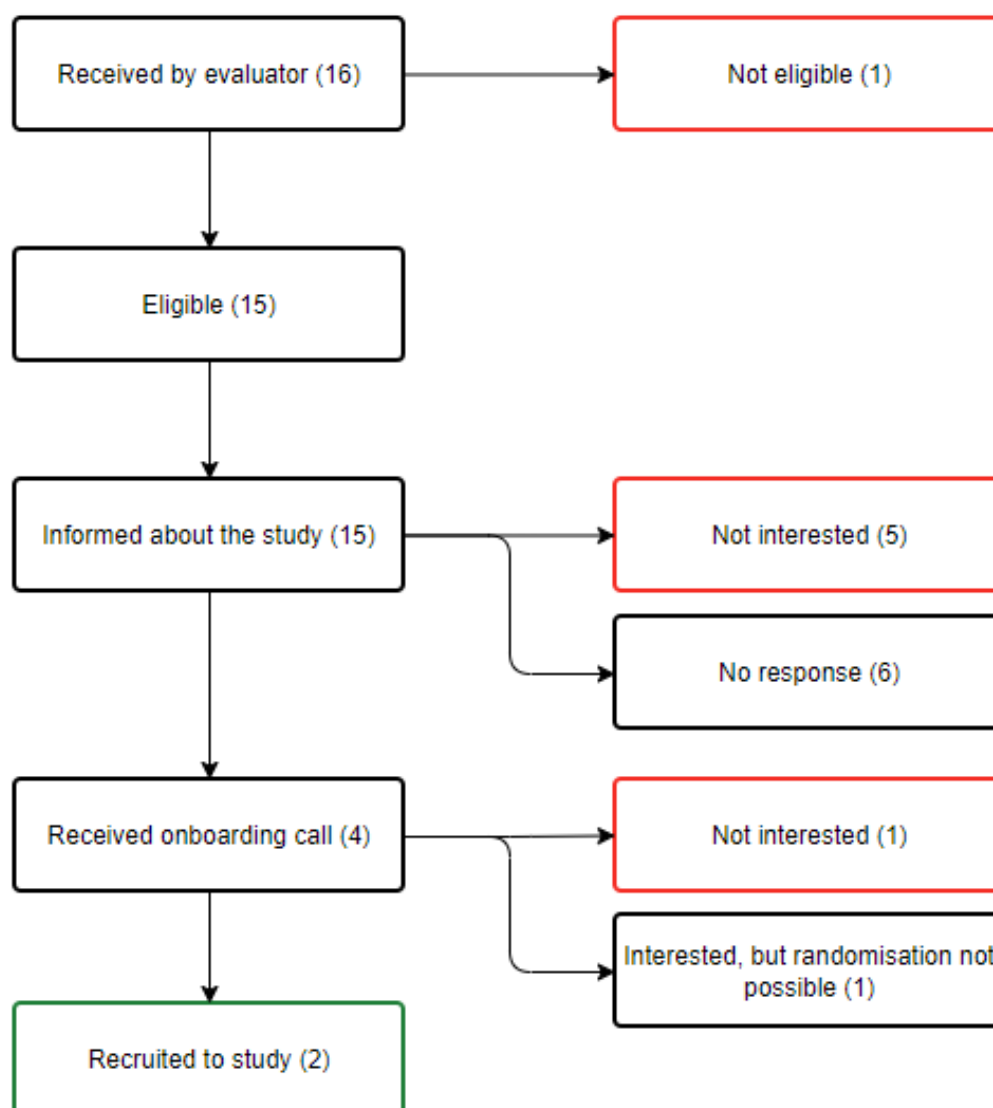 Received by evaluator (16)
Not eligible (1)
Eligible (15)
Informed about the study (15)
Not interested (5)
No response (6)
Received onboarding call (4)
Not interested (1)
Interested, but randomisation not
possible (1)
Recruited to study (2)